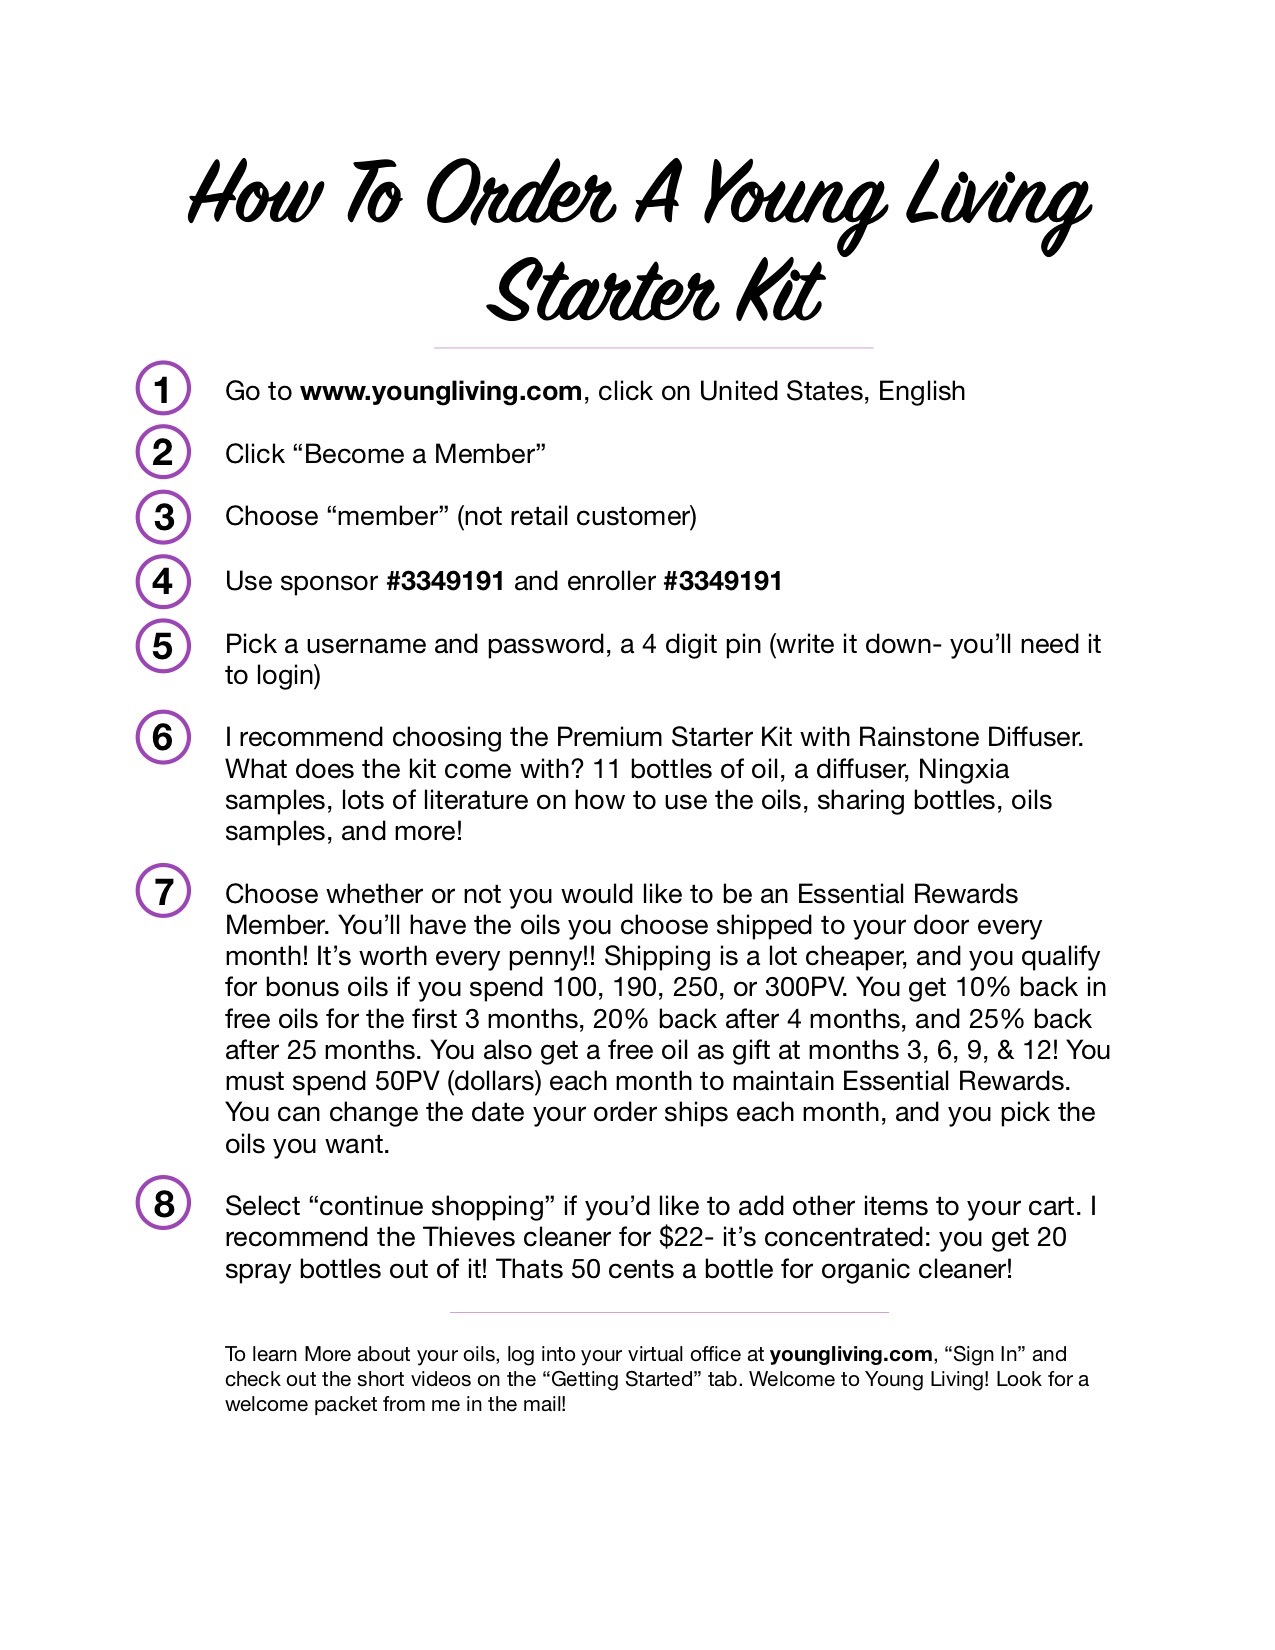 How To Order A Young Living
Starter Kit
1 Go to www.youngliving.com, click on United States, English
2 Click “Become a Member”
3 Choose “member” (not retail customer)
4 Use sponsor #3349191 and enroller #3349191
5 Pick a username and password, a 4 digit pin (write it down- you’ll need it
to login)
6 I recommend choosing the Premium Starter Kit with Rainstone Diffuser.
What does the kit come with? 11 bottles of oil, a diffuser, Ningxia
samples, lots of literature on how to use the oils, sharing bottles, oils
samples, and more!
7 Choose whether or not you would like to be an Essential Rewards
Member. You’ll have the oils you choose shipped to your door every
month! It’s worth every penny!! Shipping is a lot cheaper, and you qualify
for bonus oils if you spend 100, 190, 250, or 300PV. You get 10% back in
free oils for the first 3 months, 20% back after 4 months, and 25% back
after 25 months. You also get a free oil as gift at months 3, 6, 9, & 12! You
must spend 50PV (dollars) each month to maintain Essential Rewards.
You can change the date your order ships each month, and you pick the
oils you want.
8 Select “continue shopping” if you’d like to add other items to your cart. I
recommend the Thieves cleaner for $22- it’s concentrated: you get 20
spray bottles out of it! Thats 50 cents a bottle for organic cleaner!
To learn More about your oils, log into your virtual office at youngliving.com, “Sign In” and
check out the short videos on the “Getting Started” tab. Welcome to Young Living! Look for a
welcome packet from me in the mail!